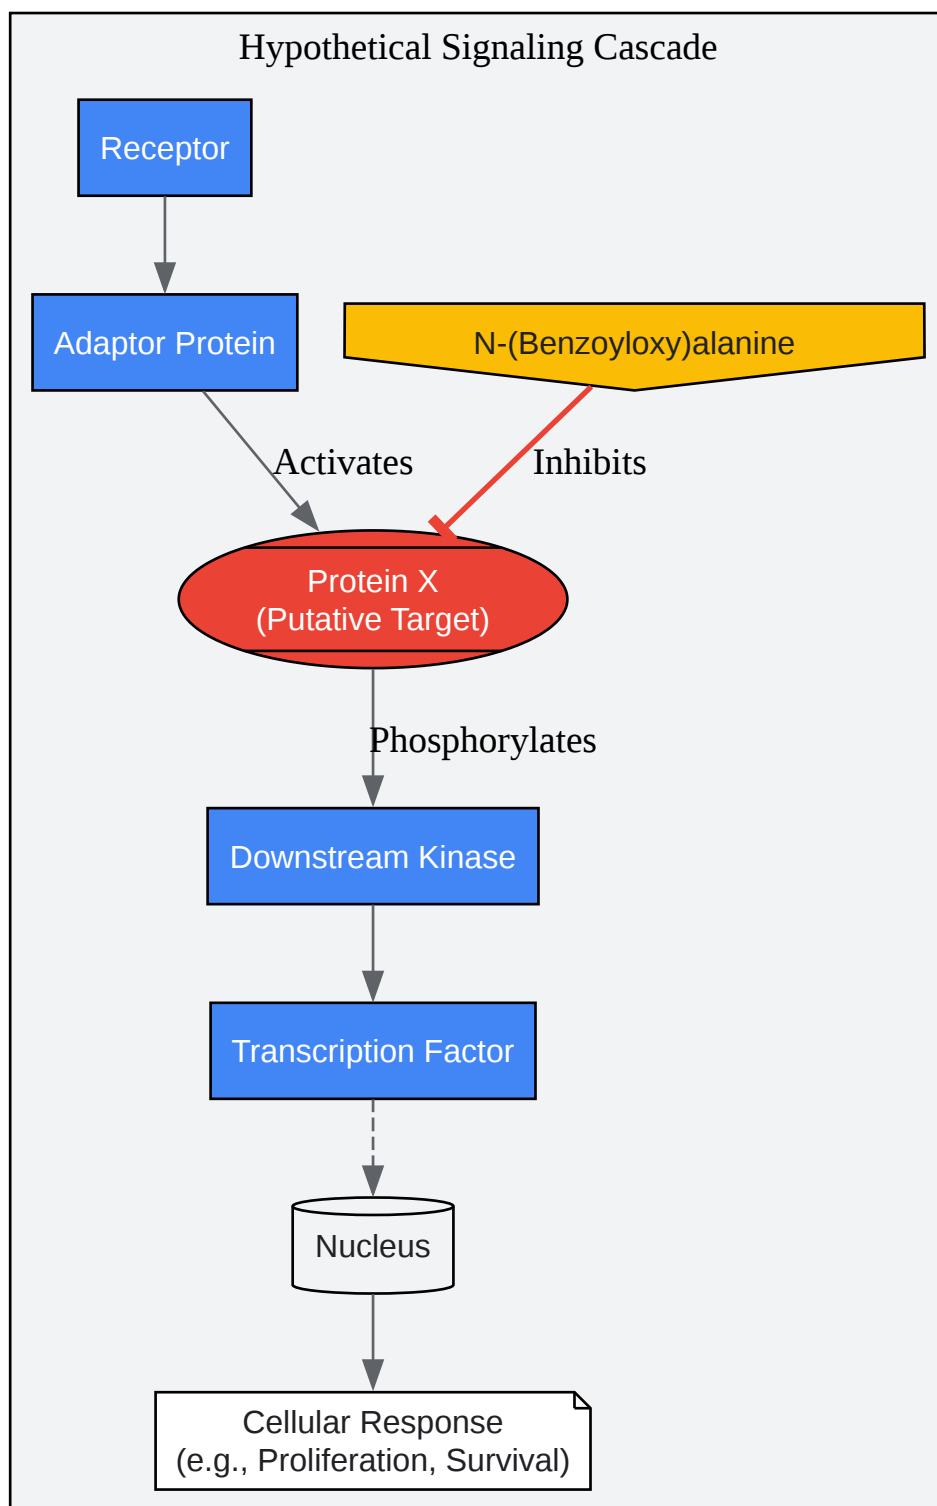 Hypothetical Signaling Cascade
Receptor
Adaptor Protein
N-(Benzoyloxy)alanine
Activates
Inhibits
Protein X
(Putative Target)
Phosphorylates
Downstream Kinase
Transcription Factor
Nucleus
Cellular Response
(e.g., Proliferation, Survival)